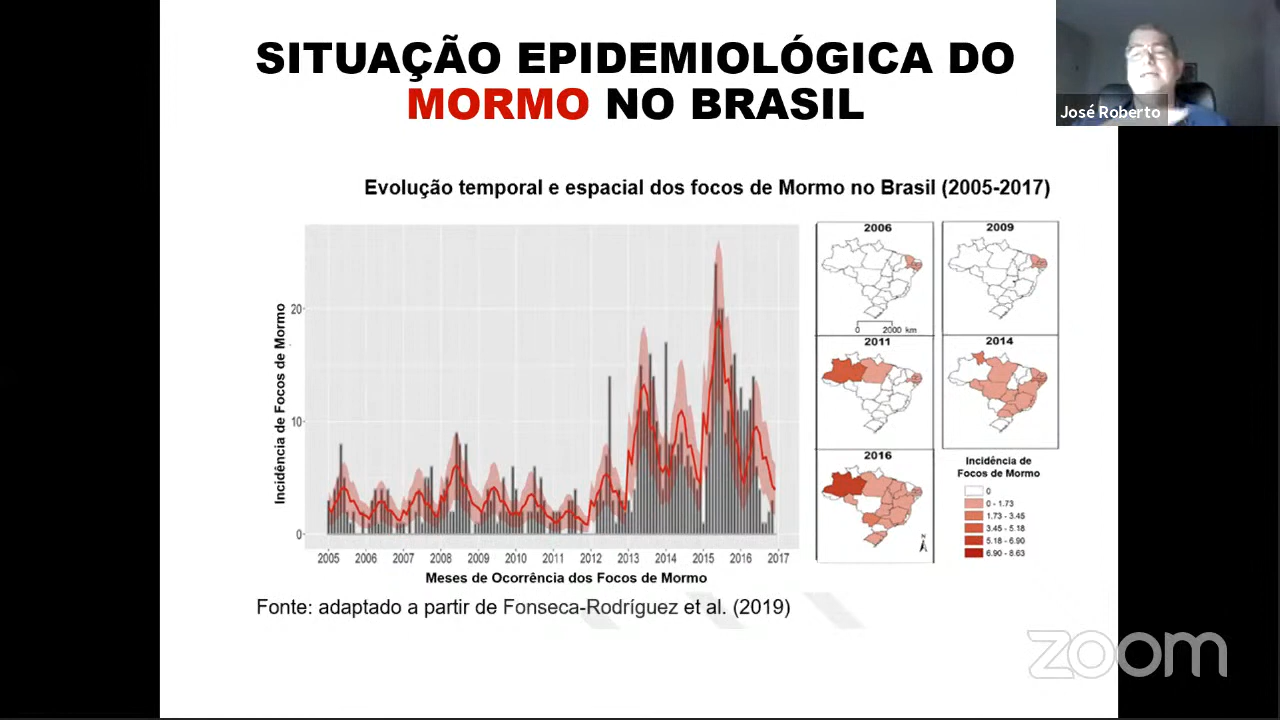 SITUAÇÃO EPIDEMIOLÓGICA DO
MORMO NO BRASIL
José Roberto
Evolução temporal e espacial dos focos de Mormo no Brasil (2005-2017)
Incidência de Focos de Mormo
20
10
0
2005 2006 2007 2008 2009 2010 2011 2012 2013 2014 2015 2016 2017
Meses de Ocorrência dos Focos de Mormo
2006
0 2000 km
2009
2011
2014
2016
N
Incidência de
Focos de Mormo
0
0 - 1.73
1.73 - 3.45
3.45 - 5.18
5.18 - 6.90
6.90 - 8.63
Fonte: adaptado a partir de Fonseca-Rodríguez et al. (2019)
zoom